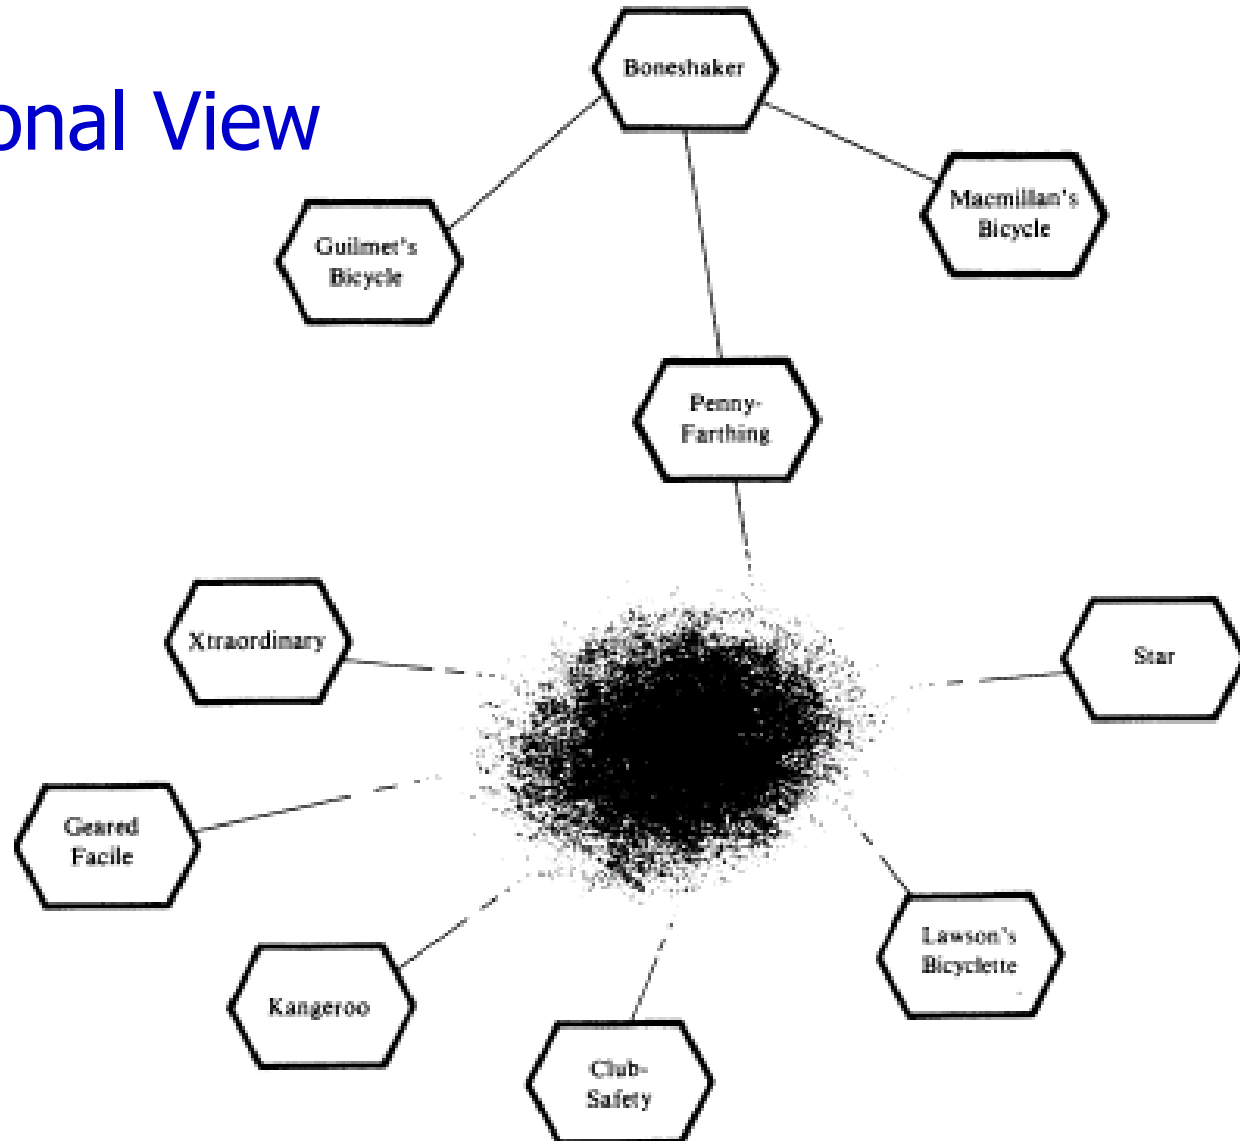 onal View
Boneshaker
Macmillan's
Bicycle
Guilmet's
Bicycle
Penny-
Farthing
Xtraordinary
Star
Geared
Facile
Lawson's
Bicyclette
Kangeroo
Club-
Safety